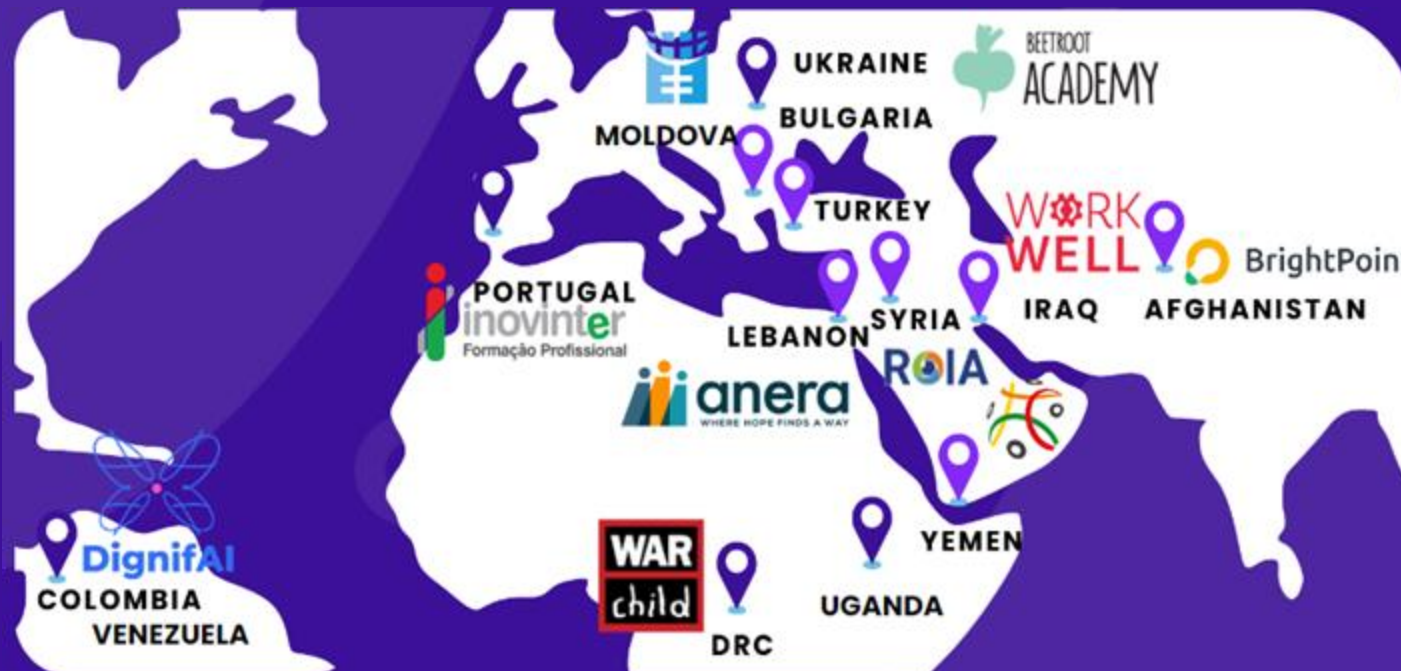 UKRAINE
BEETROOT
ACADEMY
BULGARIA
MOLDOVA
TURKEY
WORK
WELL
BrightPoin
IRAQ
AFGHANISTAN
PORTUGAL
inovinter
Formação Profissional
LEBANON
SYRIA
ROIA
anera
WHERE HOPE FINDS A WAY
DignifAI
COLOMBIA
VENEZUELA
WAR
child
DRC
UGANDA
YEMEN